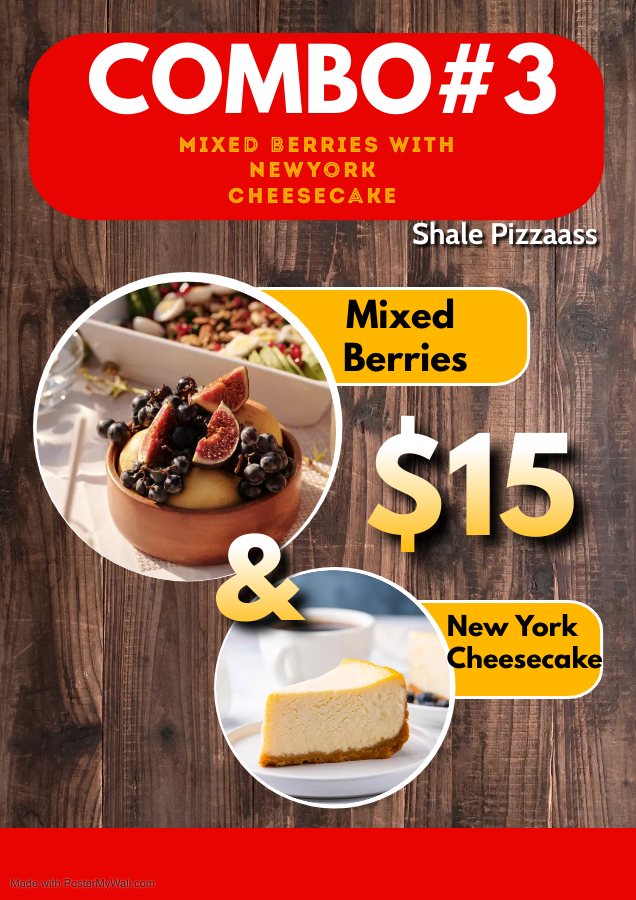 COMBO#3
MIXED BERRIES WITH
NEWYORK
CHEESECAKE
Shale Pizzaass
Mixed
Berries
$15
&
New York
Cheesecake
Made with PosterMyWall.com